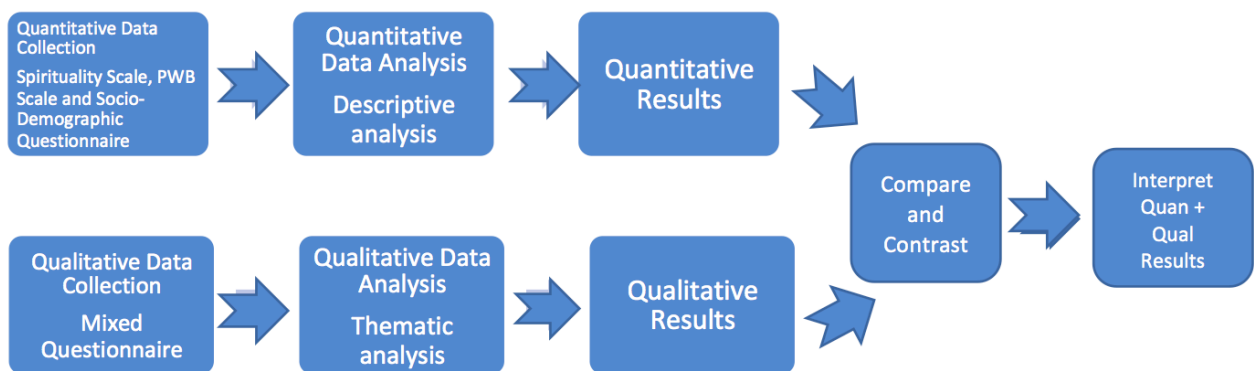 Quantitative Data
Collection
Spirituality Scale, PWB
Scale and Socio-
Demographic
Questionnaire
Quantitative
Data Analysis
Descriptive
analysis
Quantitative
Results
Qualitative Data
Collection
Mixed
Questionnaire
Qualitative Data
Analysis
Thematic
analysis
Qualitative
Results
Compare
and
Contrast
Interpret
Quan +
Qual
Results